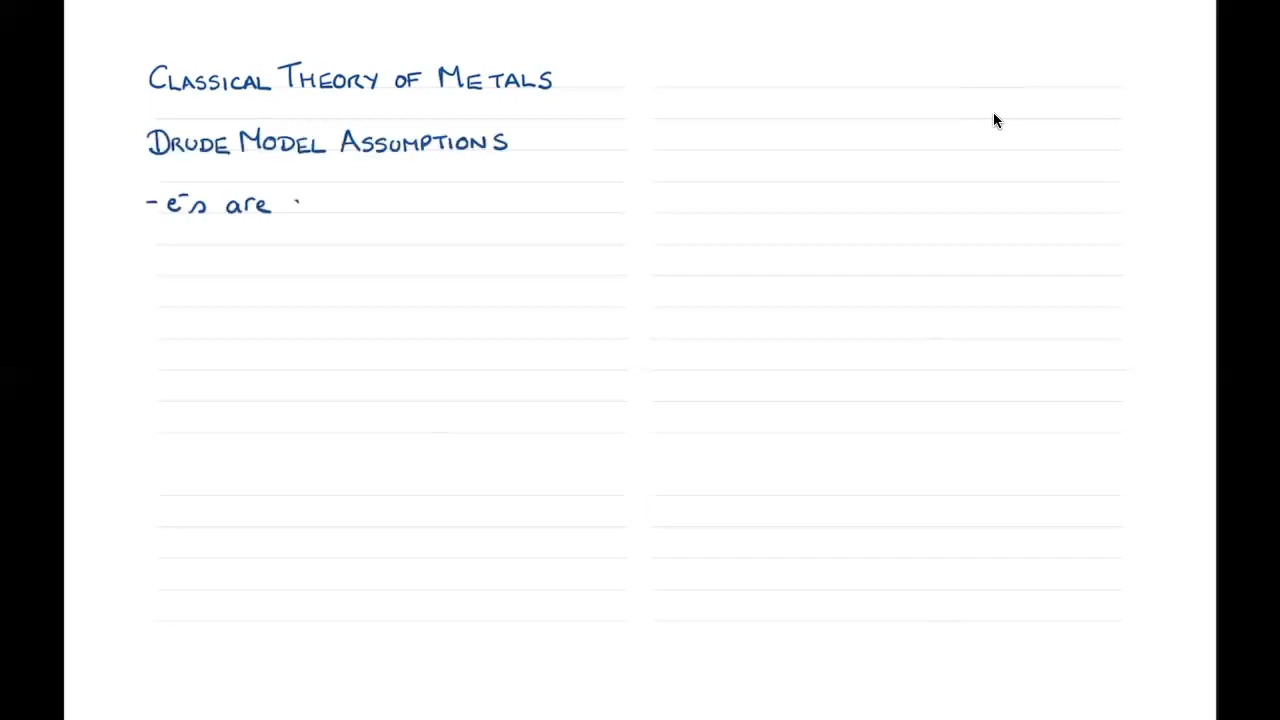 CLASSICAL THEORY OF METALS
DRUDE MODEL ASSUMPTIONS
- e⁻s are